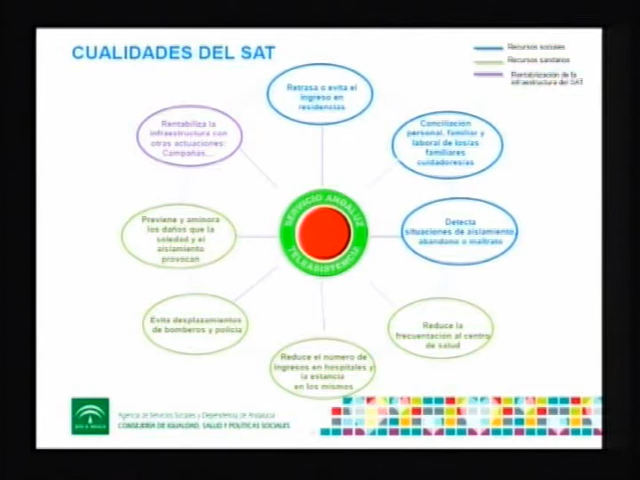 CUALIDADES DEL SAT
Recursos sociales
Recursos sanitarios
Rentabilización de la
infraestructura del SAT
Retrasa o evita el
ingreso en
residencias
Conciliación
personal, familiar y
laboral de los/as
familiares
cuidadores/as
Detecta
situaciones de aislamiento,
abandono o maltrato
Reduce la
frecuentación al centro
de salud
Reduce el número de
ingresos en hospitales y
la estancia
en los mismos
Evita desplazamientos
de bomberos y policía
Previene y aminora
los daños que la
soledad y el
aislamiento
provocan
Rentabiliza la
infraestructura con
otras actuaciones:
Campañas...
SERVICIO ANDALUZ
TELEASISTENCIA
Agencia de Servicios Sociales y Dependencia de Andalucía
CONSEJERÍA DE IGUALDAD, SALUD Y POLÍTICAS SOCIALES